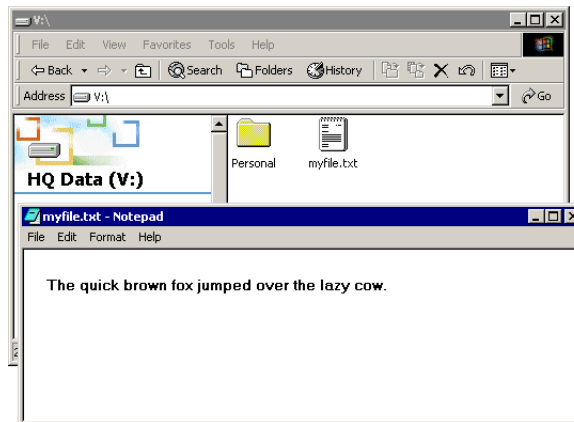 V:\
File Edit View Favorites Tools Help
Back Search Folders History
Address V:\ Go
HQ Data (V:)
Personal myfile.txt
myfile.txt - Notepad
File Edit Format Help
The quick brown fox jumped over the lazy cow.